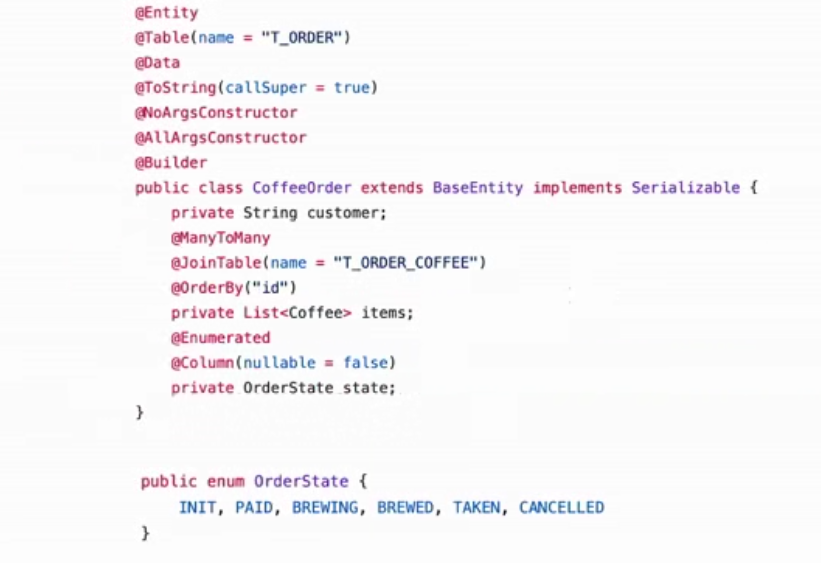 @Entity
@Table(name = "T_ORDER")
@Data
@ToString(callSuper = true)
@NoArgsConstructor
@AllArgsConstructor
@Builder
public class CoffeeOrder extends BaseEntity implements Serializable {
    private String customer;
    @ManyToMany
    @JoinTable(name = "T_ORDER_COFFEE")
    @OrderBy("id")
    private List<Coffee> items;
    @Enumerated
    @Column(nullable = false)
    private OrderState state;
}
public enum OrderState {
    INIT, PAID, BREWING, BREWED, TAKEN, CANCELLED
}